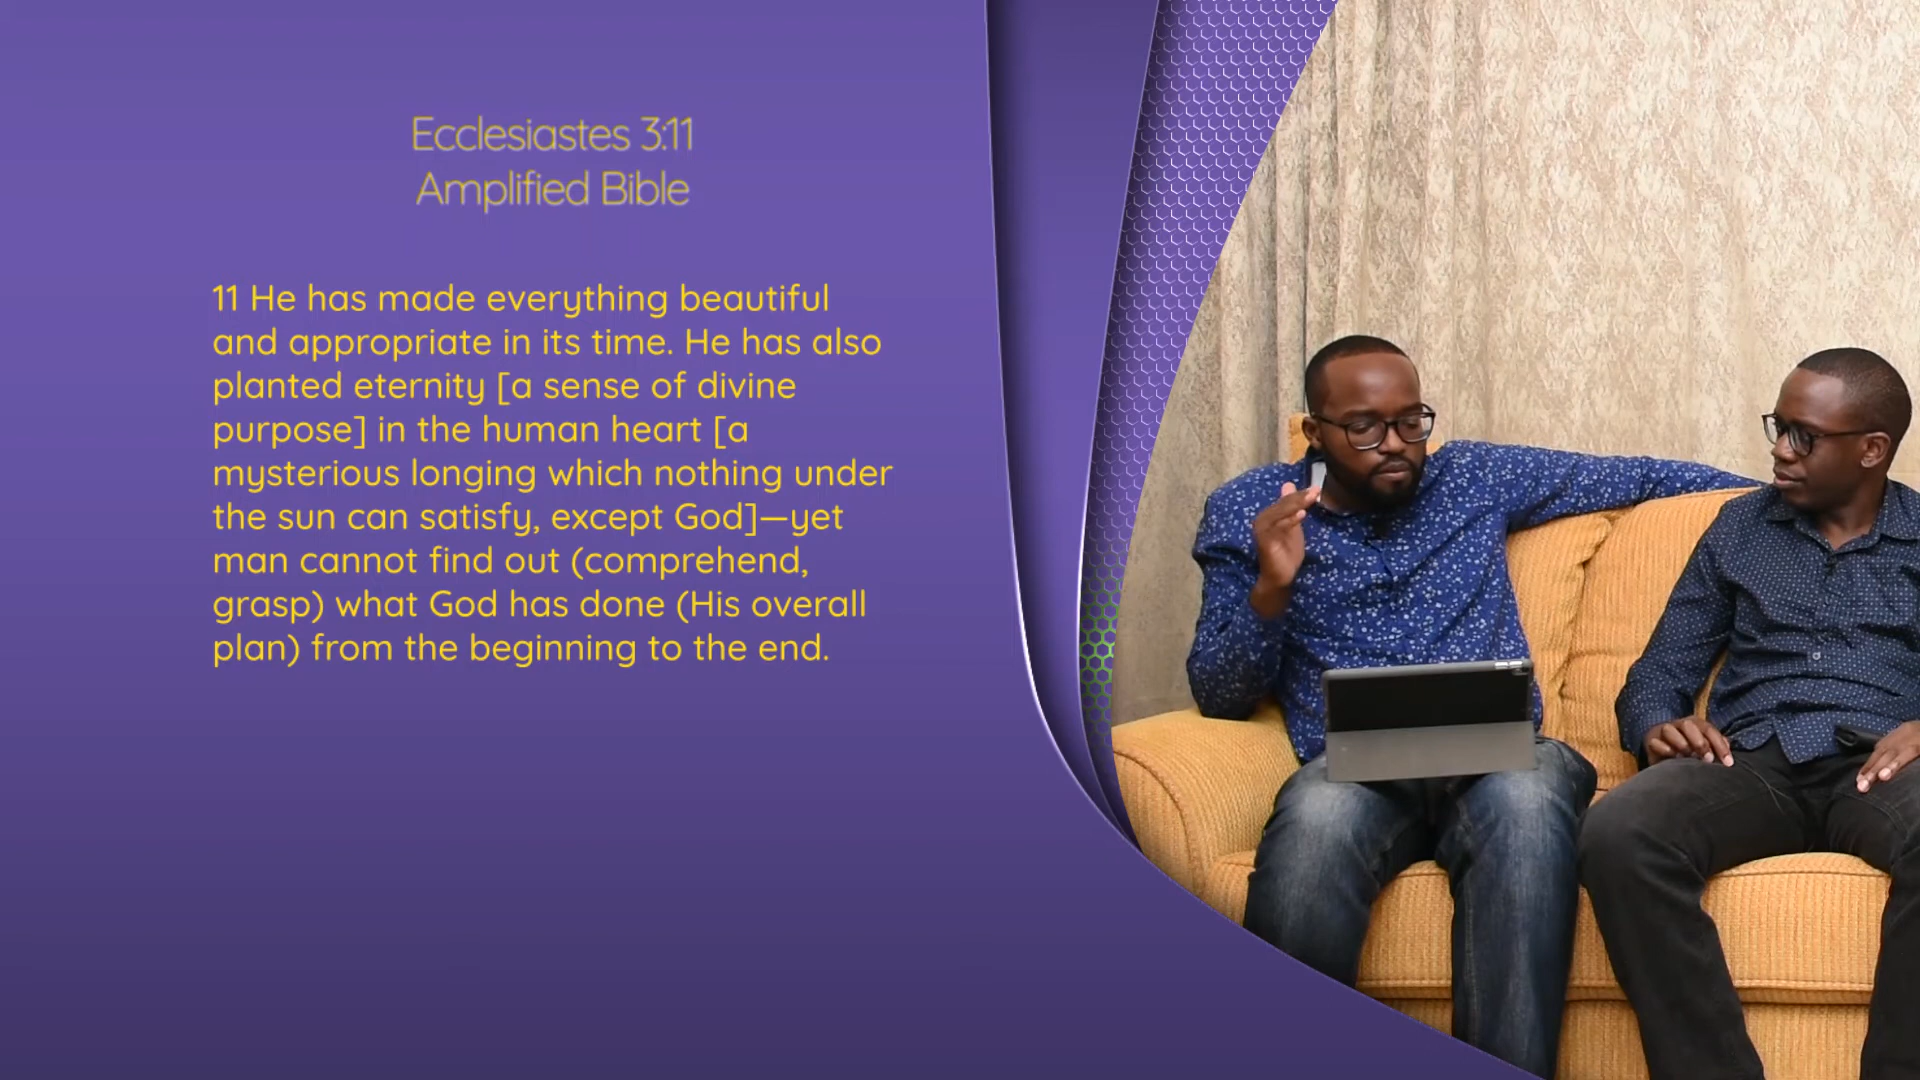 Ecclesiastes 3:11
Amplified Bible
11 He has made everything beautiful
and appropriate in its time. He has also
planted eternity [a sense of divine
purpose] in the human heart [a
mysterious longing which nothing under
the sun can satisfy, except God]—yet
man cannot find out (comprehend,
grasp) what God has done (His overall
plan) from the beginning to the end.